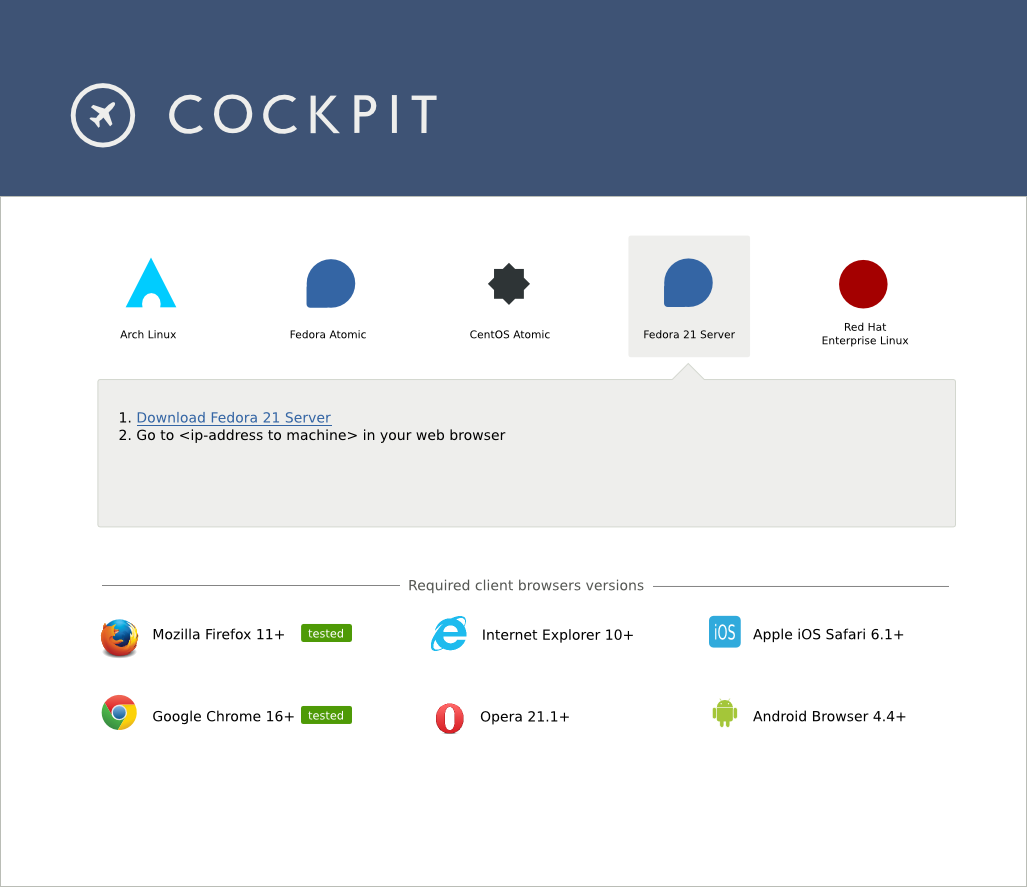 COCKPIT
Arch Linux
Fedora Atomic
CentOS Atomic
Fedora 21 Server
Red Hat
Enterprise Linux
1. Download Fedora 21 Server
2. Go to <ip-address to machine> in your web browser
Required client browsers versions
Mozilla Firefox 11+ tested
Internet Explorer 10+
iOS Apple iOS Safari 6.1+
Google Chrome 16+ tested
Opera 21.1+
Android Browser 4.4+